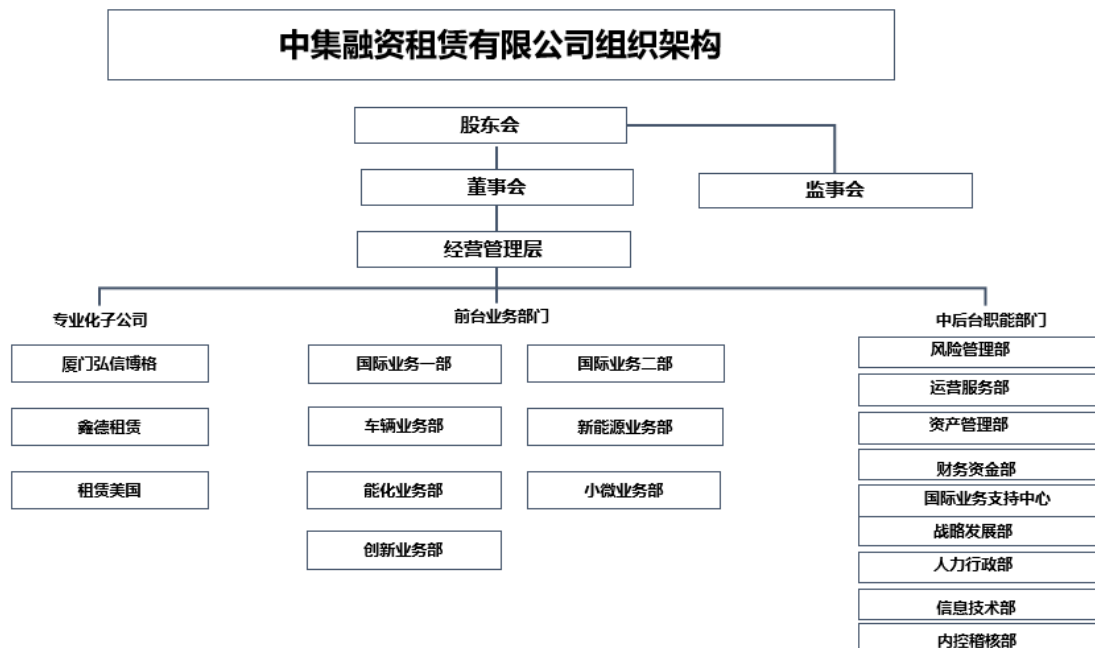 中集融资租赁有限公司组织架构
股东会
董事会
监事会
经营管理层
专业化子公司
前台业务部门
中后台职能部门
厦门弘信博格
国际业务一部
国际业务二部
风险管理部
运营服务部
鑫德租赁
车辆业务部
新能源业务部
资产管理部
财务资金部
租赁美国
能化业务部
小微业务部
国际业务支持中心
战略发展部
创新业务部
人力行政部
信息技术部
内控稽核部